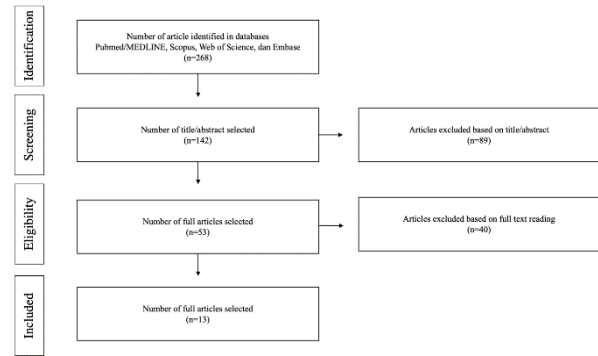 Identification
Number of article identified in databases
Pubmed/MEDLINE, Scopus, Web of Science, dan Embase
(n=268)
Screening
Number of title/abstract selected
(n=142)
Articles excluded based on title/abstract
(n=89)
Eligibility
Number of full articles selected
(n=53)
Articles excluded based on full text reading
(n=40)
Included
Number of full articles selected
(n=13)